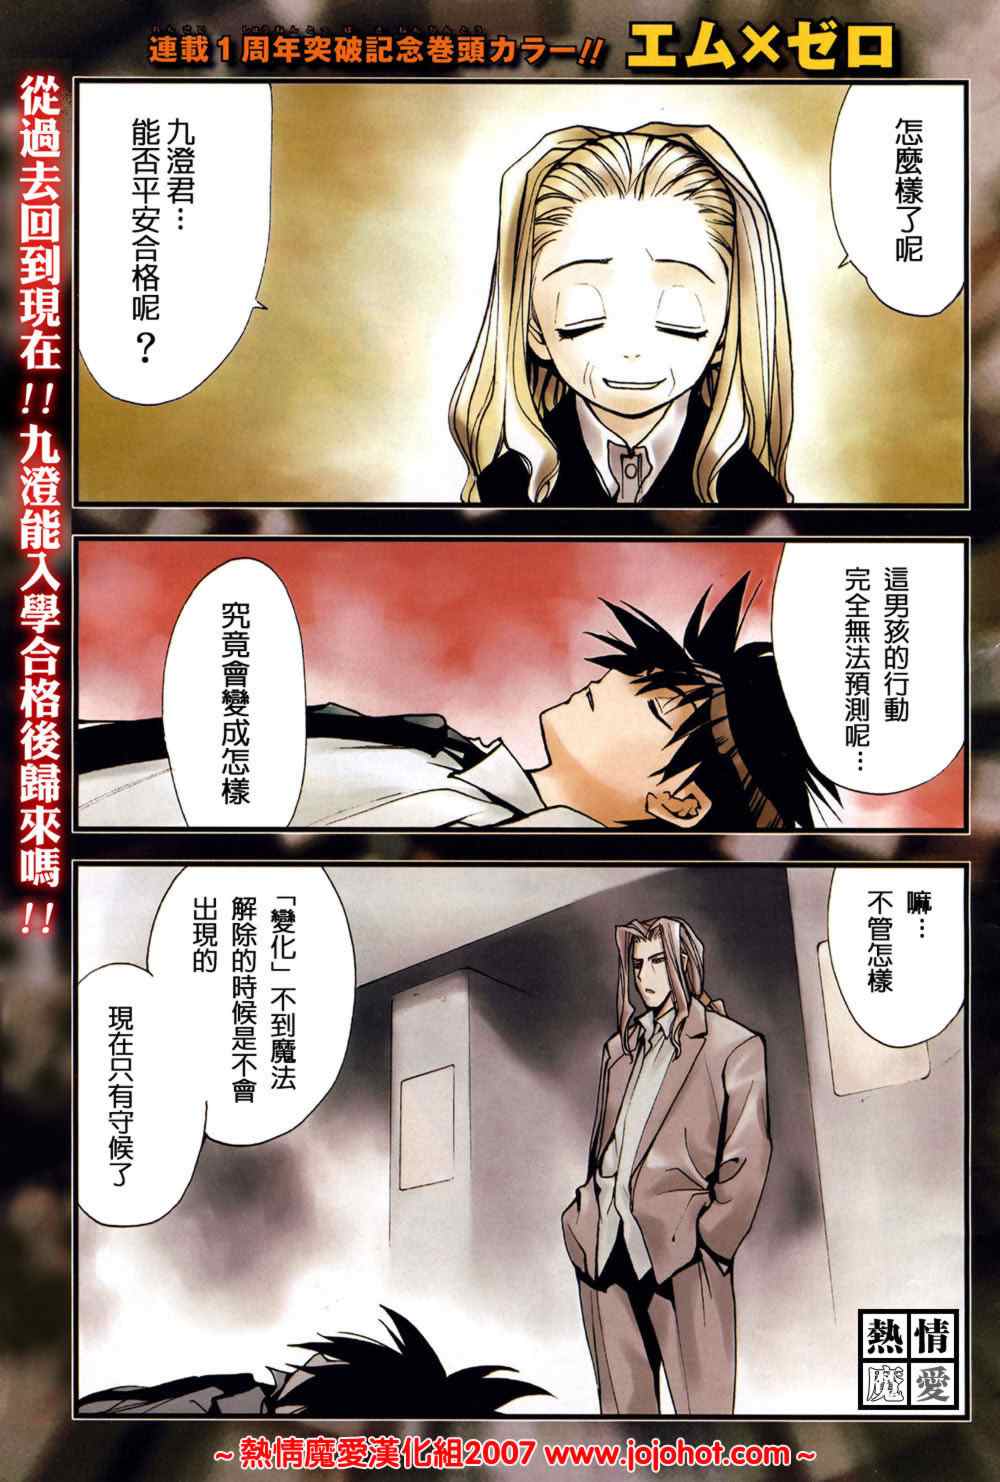 連載1周年突破記念巻頭カラー!!
エム×ゼロ
從過去回到現在!!九澄能入學合格後歸來嗎!!
怎麼樣了呢
九澄君…
能否平安合格呢？
這男孩的行動
完全無法預測呢…
究竟會變成怎樣
嘛…
不管怎樣
「變化」不到魔法
解除的時候是不會
出現的
現在只有守候了
熱情
魔愛
~熱情魔愛漢化組2007 www.jojohot.com~